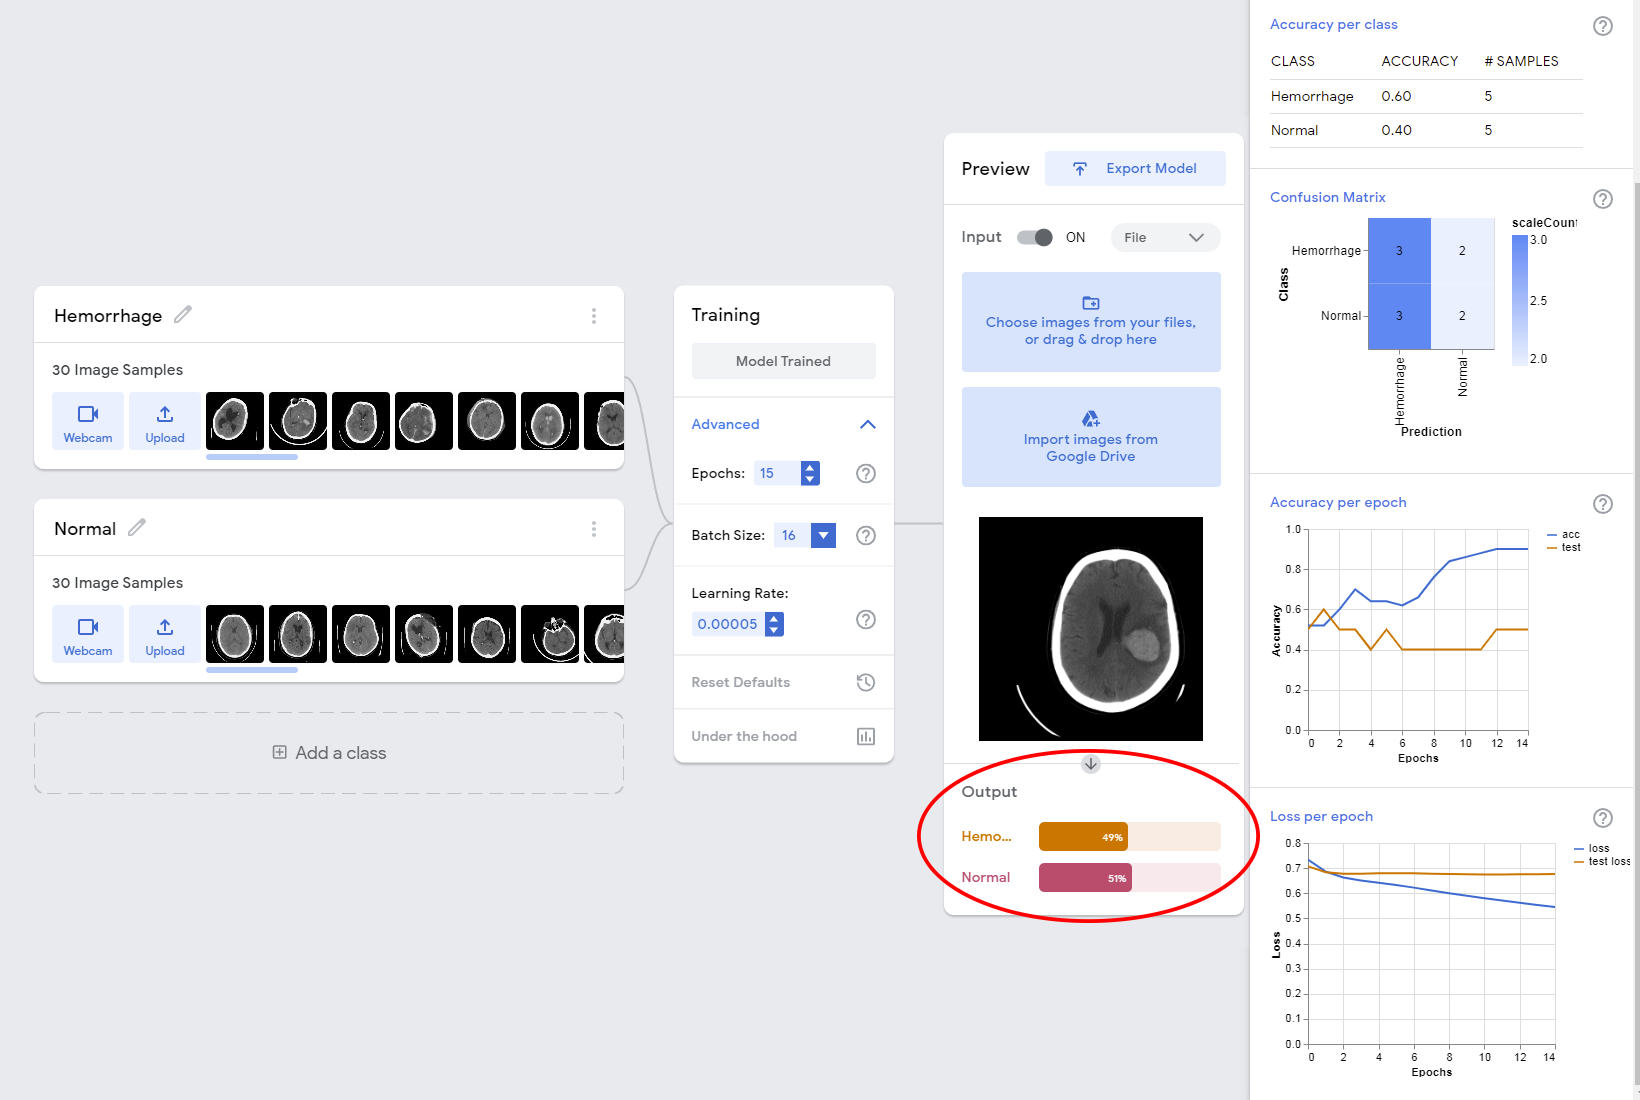 Hemorrhage
30 Image Samples
Webcam
Upload
Normal
30 Image Samples
Webcam
Upload
Add a class
Training
Model Trained
Advanced
Epochs: 15
Batch Size: 16
Learning Rate:
0.00005
Reset Defaults
Under the hood
Preview
Export Model
Input ON File
Choose images from your files,
or drag & drop here
Import images from
Google Drive
Output
Hemo... 49%
Normal 51%
Accuracy per class
CLASS ACCURACY # SAMPLES
Hemorrhage 0.60 5
Normal 0.40 5
Confusion Matrix
scaleCount
3.0
2.5
2.0
Class
Hemorrhage 3 2
Normal 3 2
Hemorrhage Normal
Prediction
Accuracy per epoch
acc
test
Accuracy
1.0
0.8
0.6
0.4
0.2
0.0
0 2 4 6 8 10 12 14
Epochs
Loss per epoch
loss
test loss
Loss
0.8
0.7
0.6
0.5
0.4
0.3
0.2
0.1
0.0
0 2 4 6 8 10 12 14
Epochs